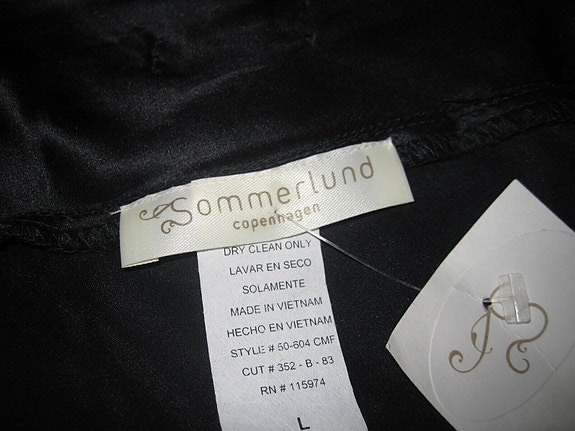 Sommerlund
copenhagen
DRY CLEAN ONLY
LAVAR EN SECO
SOLAMENTE
MADE IN VIETNAM
HECHO EN VIETNAM
STYLE # 50-604 CMF
CUT # 352 - B - 83
RN # 115974
L